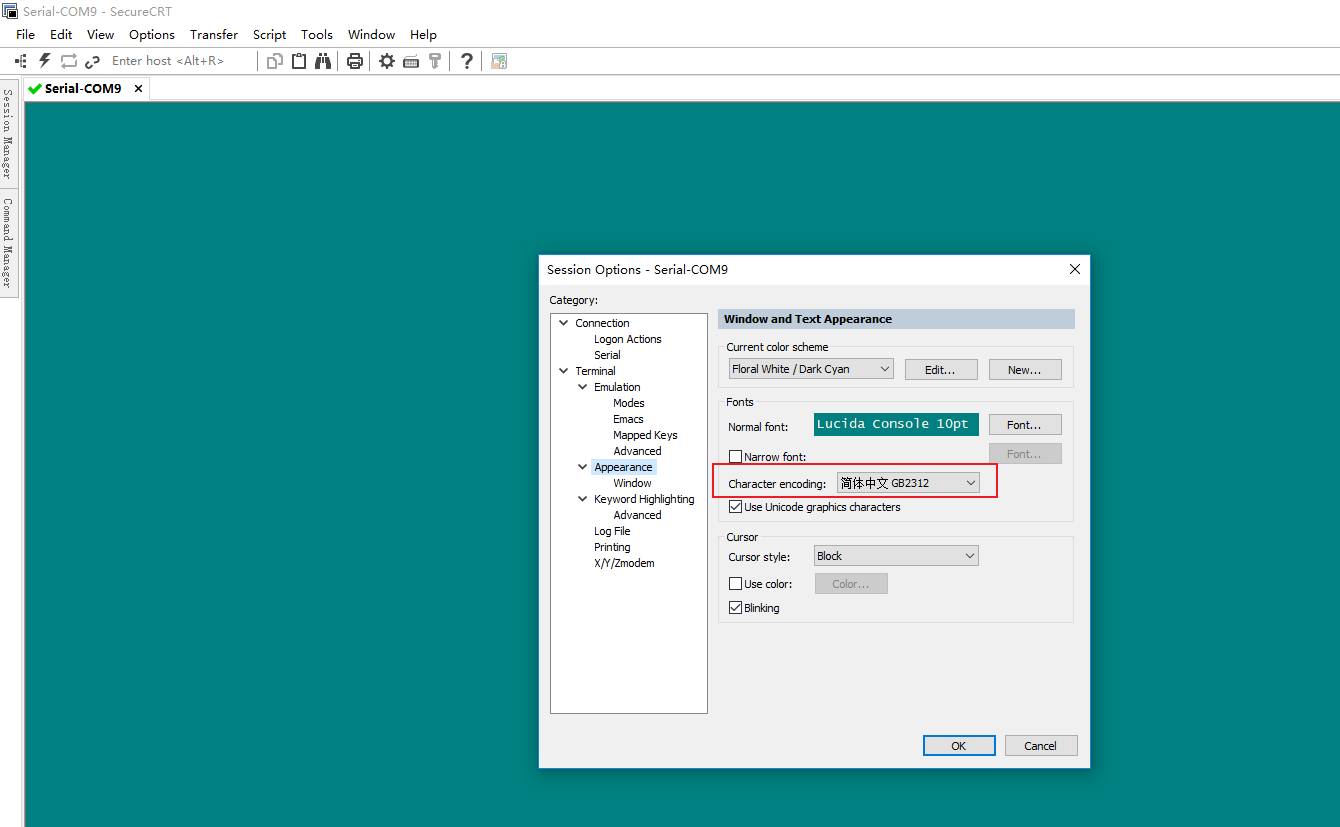 Serial-COM9 - SecureCRT
File Edit View Options Transfer Script Tools Window Help
Enter host <Alt+R>
Serial-COM9
Session Manager
Command Manager
Session Options - Serial-COM9
Category:
Connection
Logon Actions
Serial
Terminal
Emulation
Modes
Emacs
Mapped Keys
Advanced
Appearance
Window
Keyword Highlighting
Advanced
Log File
Printing
X/Y/Zmodem
Window and Text Appearance
Current color scheme
Floral White / Dark Cyan Edit... New...
Fonts
Normal font: Lucida Console 10pt Font...
Narrow font: Font...
Character encoding: 简体中文 GB2312
Use Unicode graphics characters
Cursor
Cursor style: Block
Use color: Color...
Blinking
OK Cancel